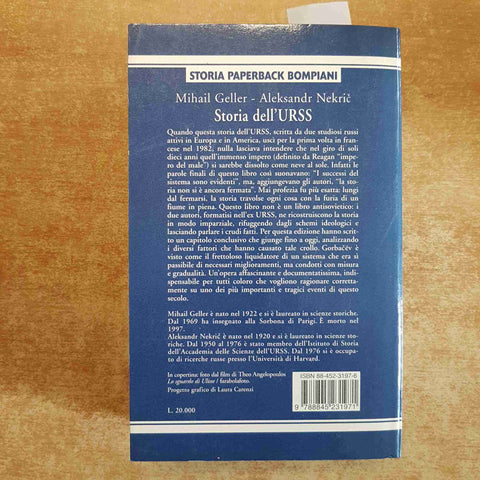 STORIA PAPERBACK BOMPIANI
Mihail Geller - Aleksandr Nekrič
Storia dell'URSS
Quando questa storia dell'URSS, scritta da due studiosi russi
attivi in Europa e in America, uscì per la prima volta in fran-
cese nel 1982, nulla lasciava intendere che nel giro di soli
dieci anni quell'immenso impero (definito da Reagan "impe-
ro del male") si sarebbe dissolto come neve al sole. Infatti le
parole finali di questo libro così suonavano: "I successi del
sistema sono evidenti", ma, aggiungevano gli autori, "la sto-
ria non si è ancora fermata". Mai profezia fu più esatta: lungi
dal fermarsi, la storia travolse ogni cosa con la furia di un
fiume in piena. Questo libro non è un libro antisovietico: i
due autori, formatisi nell'ex URSS, ne ricostruiscono la storia
in modo imparziale, rifuggendo dagli schemi ideologici e
lasciando parlare i crudi fatti. Per questa edizione hanno scrit-
to un capitolo conclusivo che giunge fino a oggi, analizzando
i diversi fattori che hanno causato tale crollo. Gorbačëv è
visto come il frettoloso liquidatore di un sistema che era sì
passibile di necessari miglioramenti, ma condotti con misura
e gradualità. Un'opera affascinante e documentatissima, indi-
spensabile per tutti coloro che vogliono ragionare corretta-
mente su uno dei più importanti e tragici eventi di questo
secolo.
Mihail Geller è nato nel 1922 e si è laureato in scienze storiche.
Dal 1969 ha insegnato alla Sorbona di Parigi. È morto nel
1997.
Aleksandr Nekrič è nato nel 1920 e si è laureato in scienze sto-
riche. Dal 1950 al 1976 è stato membro dell'Istituto di Storia
dell'Accademia delle Scienze dell'URSS. Dal 1976 si è occupa-
to di ricerche russe presso l'Università di Harvard.
In copertina: foto dal film di Theo Angelopoulos
Lo sguardo di Ulisse / farabolafoto.
Progetto grafico di Laura Carenzi
L. 20.000
ISBN 88-452-3197-6
9 788845 231971